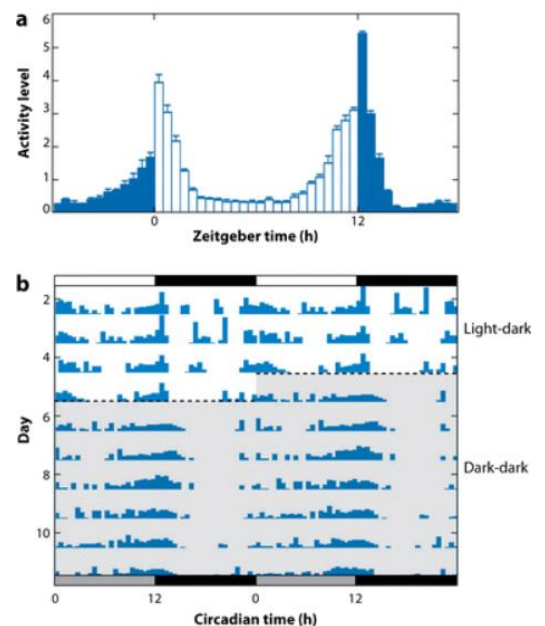 a
6
5
4
3
2
1
0
Activity level
0
12
Zeitgeber time (h)
b
2
4
6
8
10
Day
Light-dark
Dark-dark
0
12
0
12
Circadian time (h)